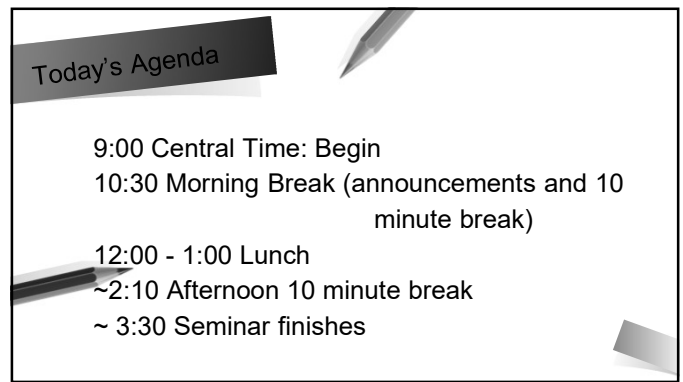 Today's Agenda
9:00 Central Time: Begin
10:30 Morning Break (announcements and 10
minute break)
12:00 - 1:00 Lunch
~2:10 Afternoon 10 minute break
~ 3:30 Seminar finishes